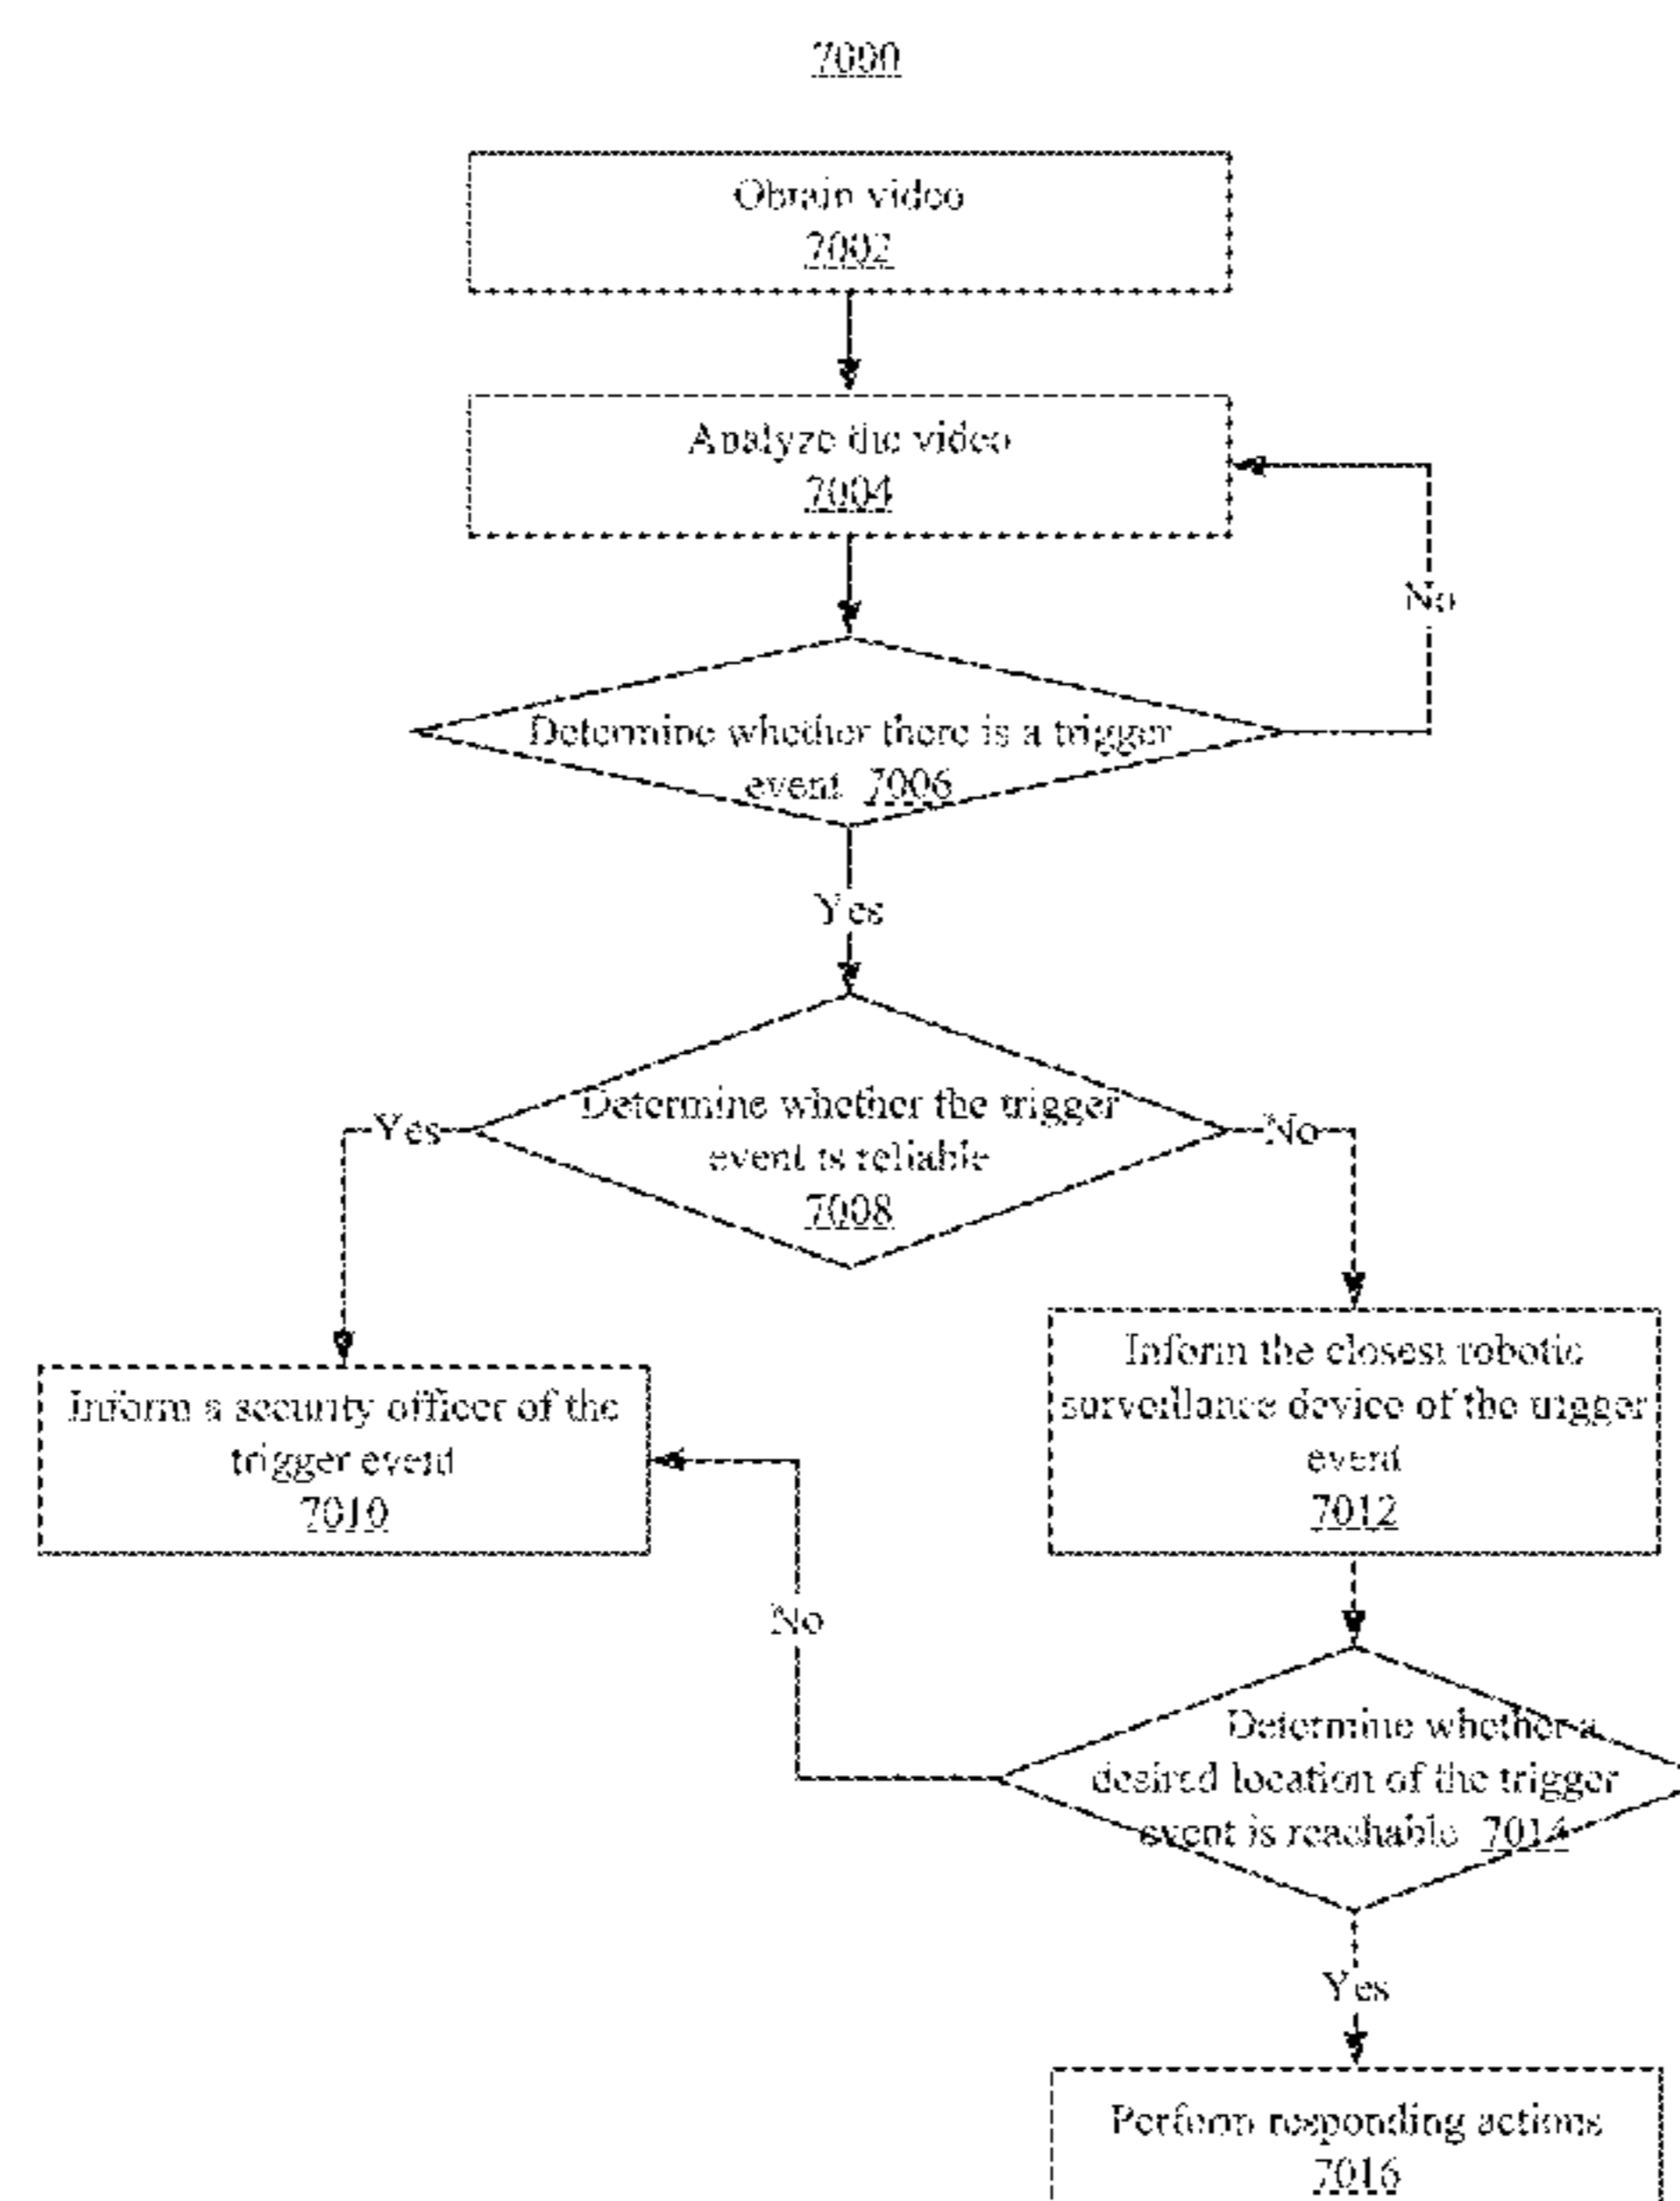 7000
Obtain video
7002
Analyze the video
7004
No
Determine whether there is a trigger
event 7006
Yes
Determine whether the trigger
event is reliable
7008
Yes
No
Inform a security officer of the
trigger event
7010
Inform the closest robotic
surveillance device of the trigger
event
7012
No
Determine whether a
desired location of the trigger
event is reachable 7014
Yes
Perform responding actions
7016